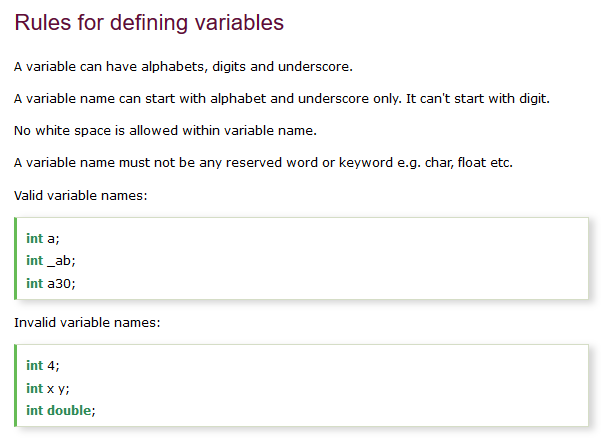 Rules for defining variables
A variable can have alphabets, digits and underscore.
A variable name can start with alphabet and underscore only. It can't start with digit.
No white space is allowed within variable name.
A variable name must not be any reserved word or keyword e.g. char, float etc.
Valid variable names:
int a;
int _ab;
int a30;
Invalid variable names:
int 4;
int x y;
int double;